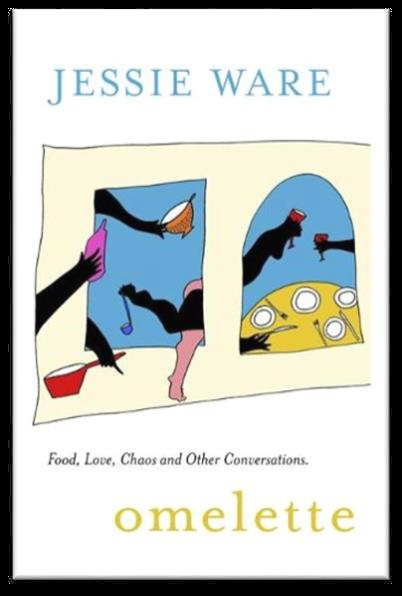 JESSIE WARE
Food, Love, Chaos and Other Conversations.
omelette